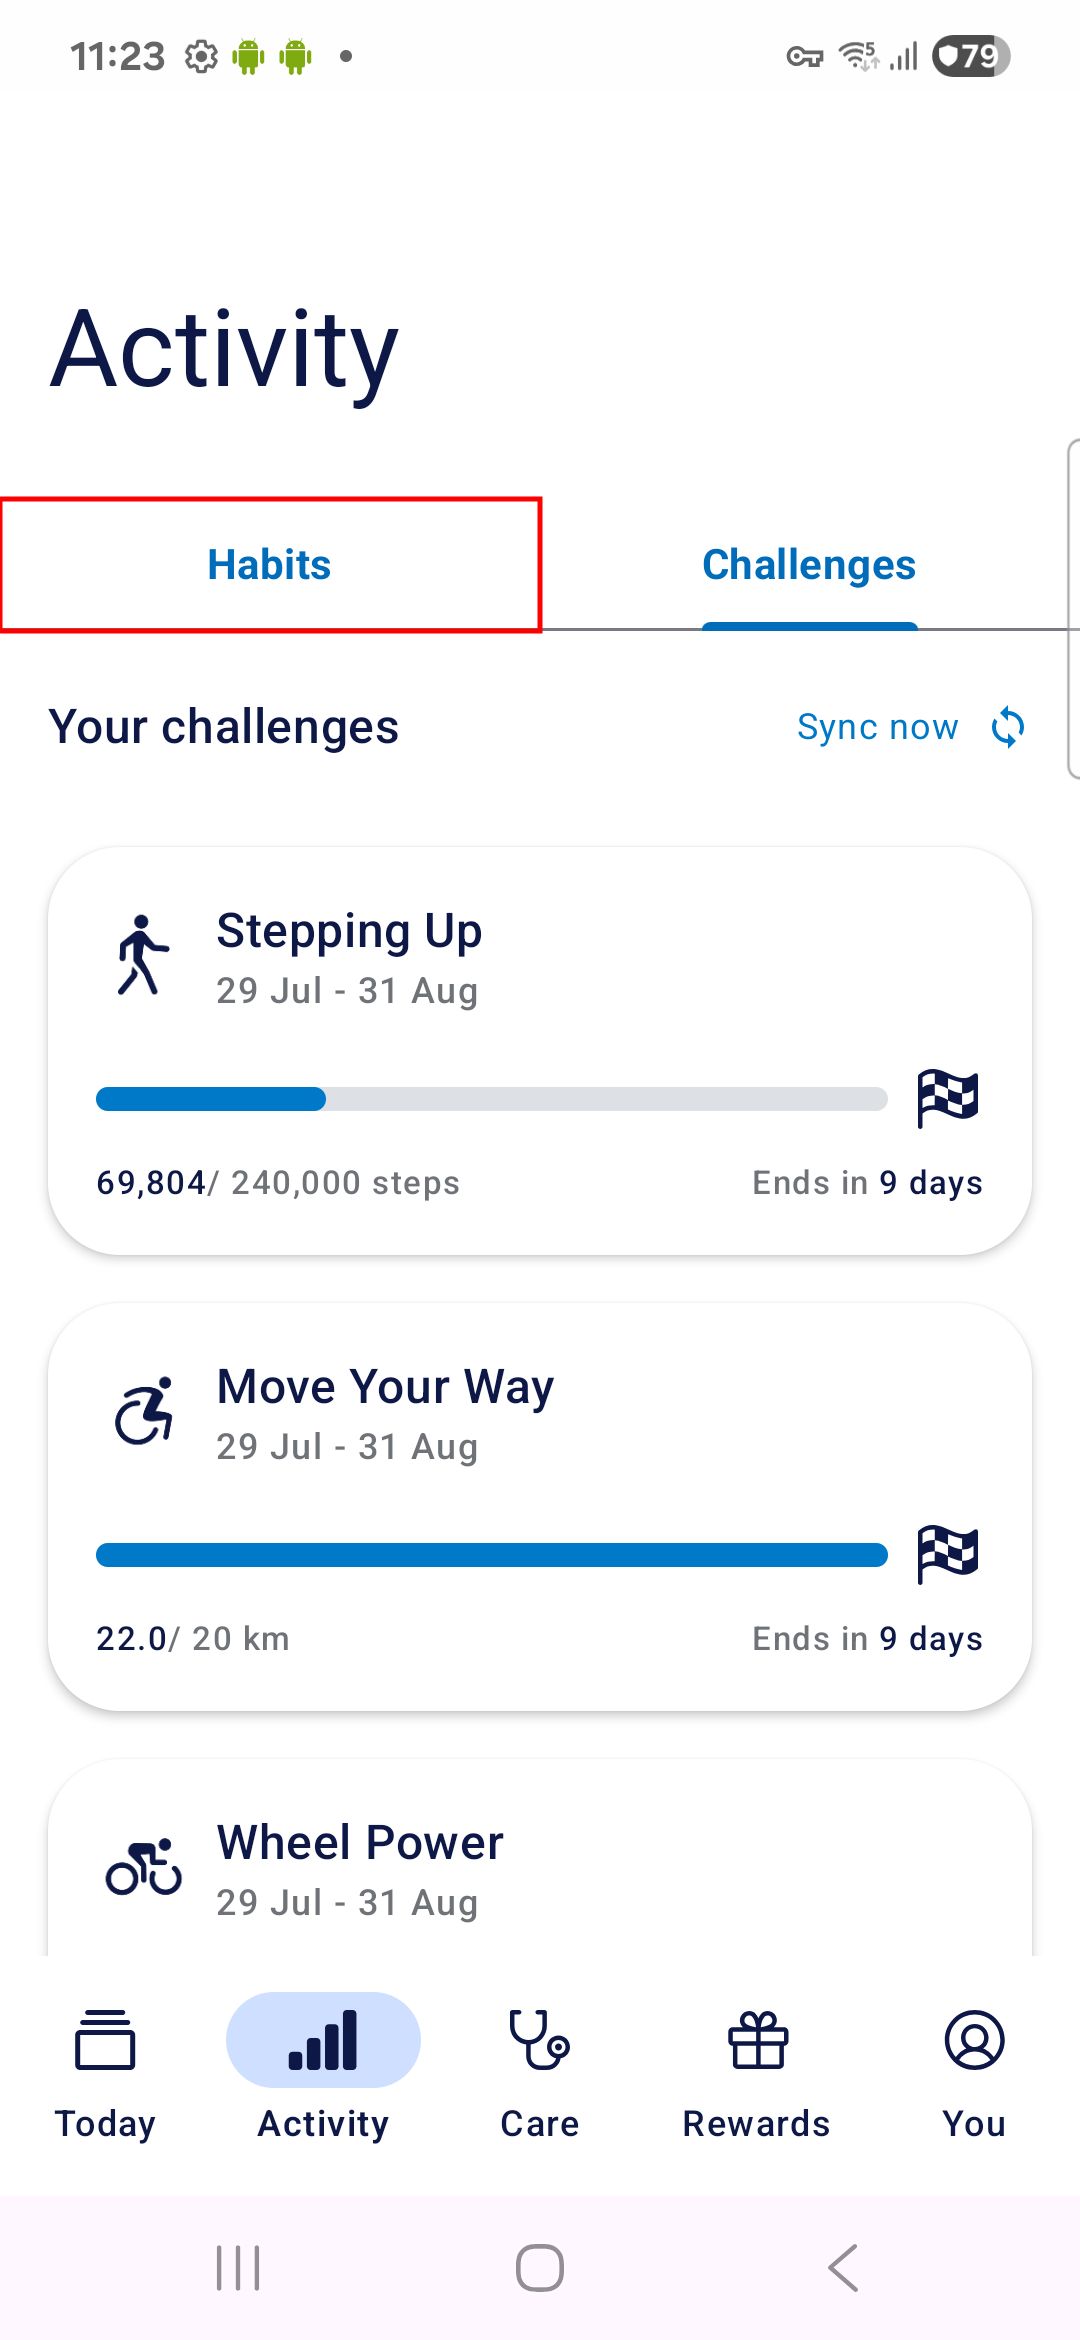 11:23
79
Activity
Habits
Challenges
Your challenges
Sync now
Stepping Up
29 Jul - 31 Aug
69,804/ 240,000 steps
Ends in 9 days
Move Your Way
29 Jul - 31 Aug
22.0/ 20 km
Ends in 9 days
Wheel Power
29 Jul - 31 Aug
Today
Activity
Care
Rewards
You